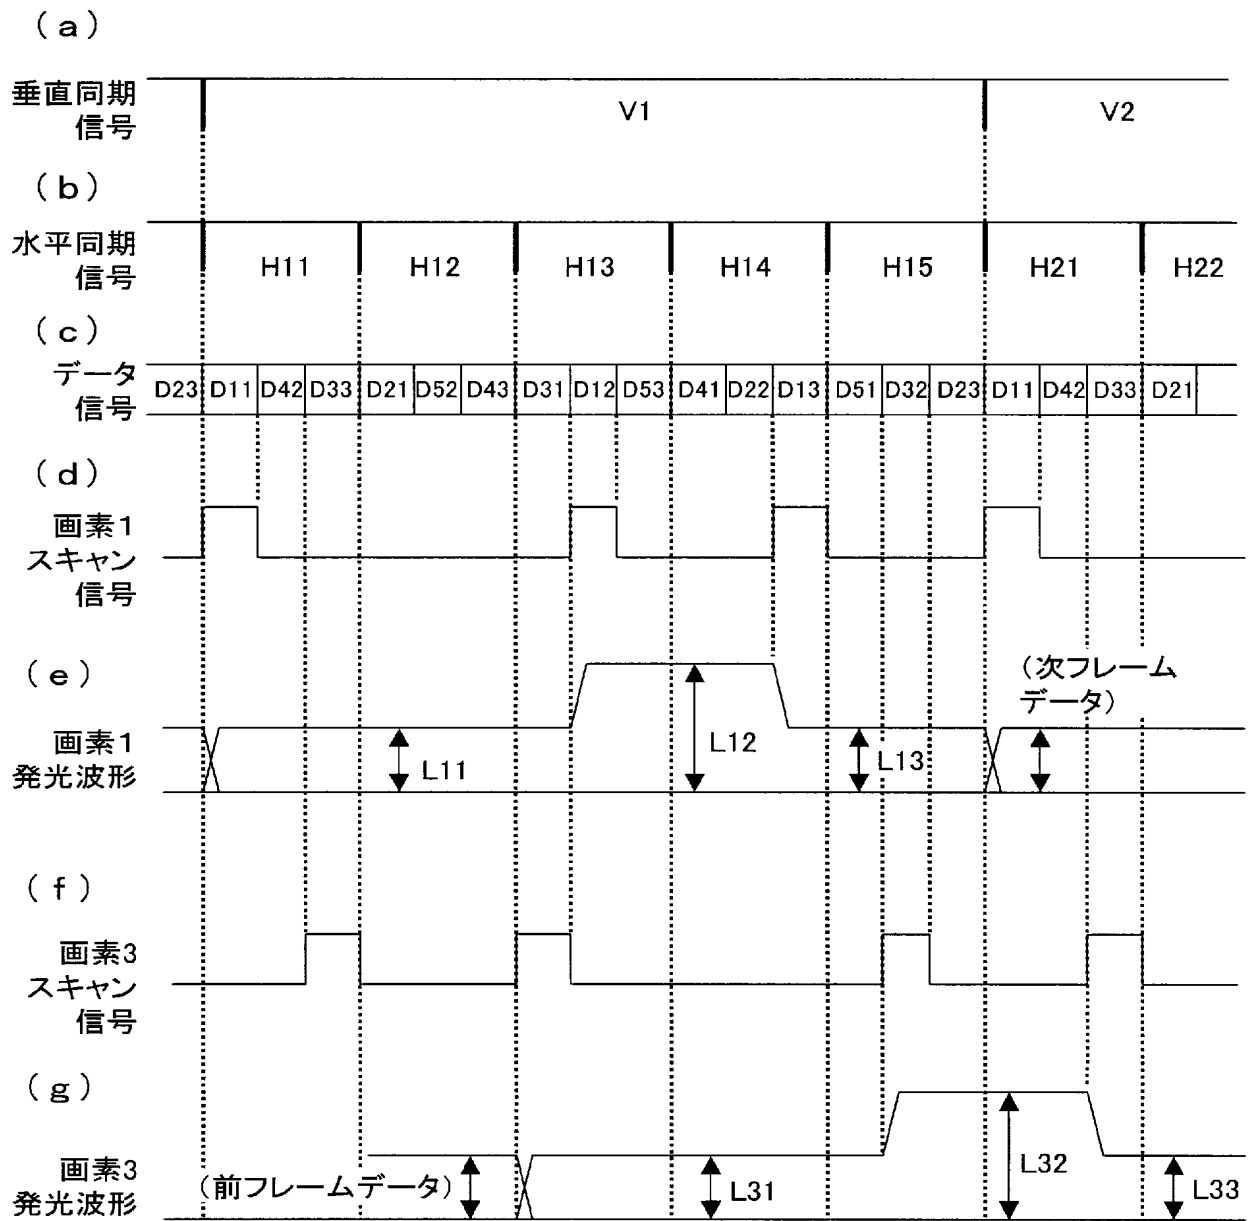 (a)
垂直同期
信号
V1
V2
(b)
水平同期
信号
H11
H12
H13
H14
H15
H21
H22
(c)
データ
信号
D23 D11 D42 D33 D21 D52 D43 D31 D12 D53 D41 D22 D13 D51 D32 D23 D11 D42 D33 D21
(d)
画素1
スキャン
信号
(e)
画素1
発光波形
L11
L12
L13
(次フレーム
データ)
(f)
画素3
スキャン
信号
(g)
画素3
発光波形
(前フレームデータ)
L31
L32
L33